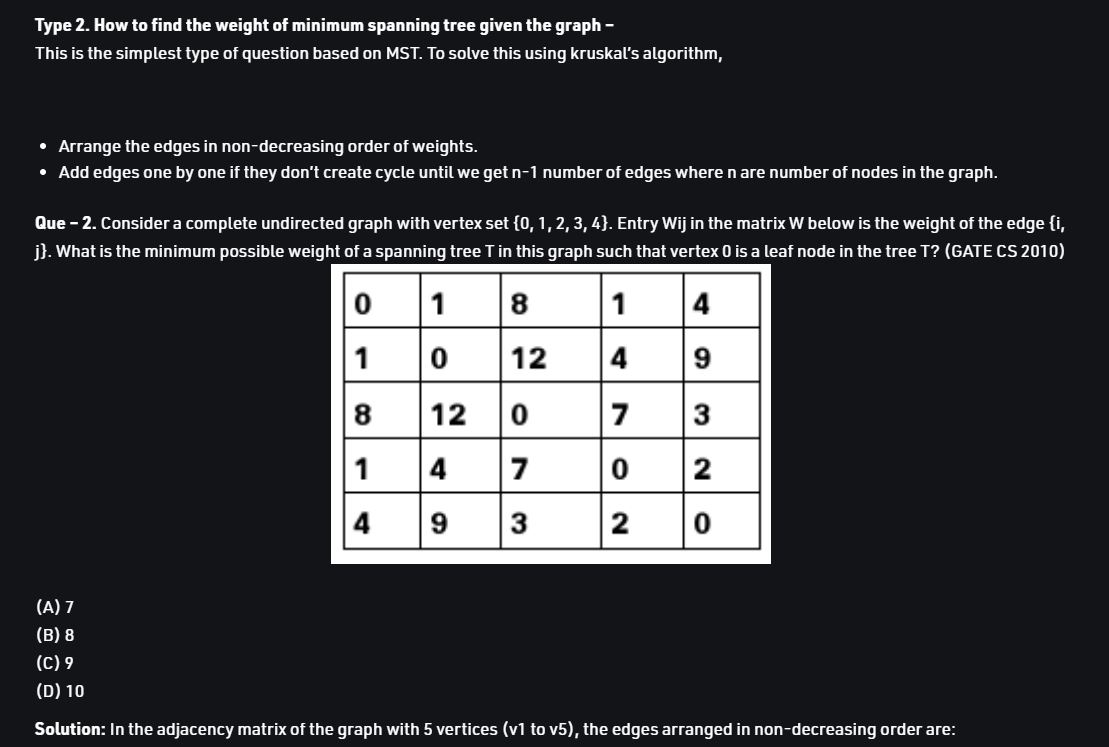 Type 2. How to find the weight of minimum spanning tree given the graph –
This is the simplest type of question based on MST. To solve this using kruskal's algorithm,
• Arrange the edges in non-decreasing order of weights.
• Add edges one by one if they don't create cycle until we get n-1 number of edges where n are number of nodes in the graph.
Que – 2. Consider a complete undirected graph with vertex set {0, 1, 2, 3, 4}. Entry Wij in the matrix W below is the weight of the edge {i,
j}. What is the minimum possible weight of a spanning tree T in this graph such that vertex 0 is a leaf node in the tree T? (GATE CS 2010)
0 1 8 1 4
1 0 12 4 9
8 12 0 7 3
1 4 7 0 2
4 9 3 2 0
(A) 7
(B) 8
(C) 9
(D) 10
Solution: In the adjacency matrix of the graph with 5 vertices (v1 to v5), the edges arranged in non-decreasing order are: